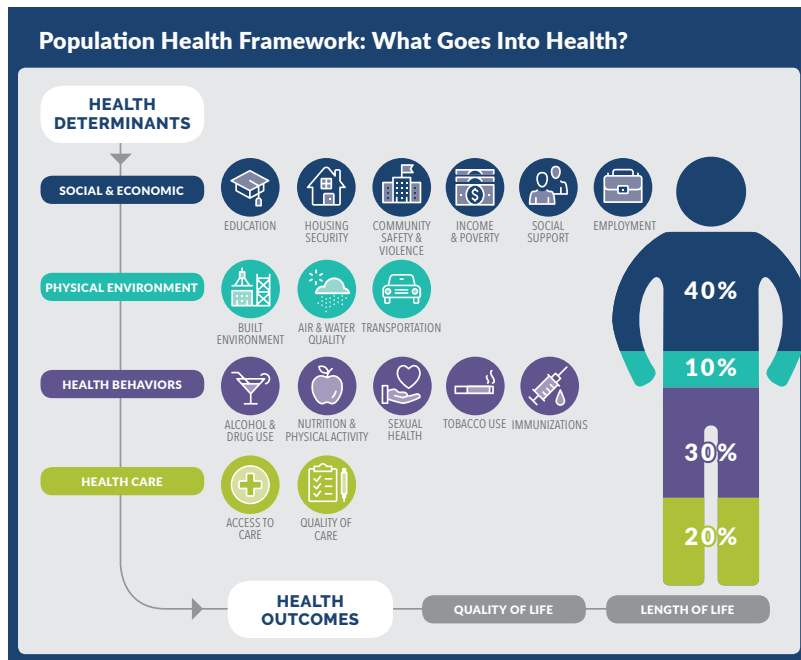 Population Health Framework: What Goes Into Health?
HEALTH
DETERMINANTS
SOCIAL & ECONOMIC
EDUCATION
HOUSING
SECURITY
COMMUNITY
SAFETY &
VIOLENCE
INCOME
& POVERTY
SOCIAL
SUPPORT
EMPLOYMENT
40%
PHYSICAL ENVIRONMENT
BUILT
ENVIRONMENT
AIR & WATER
QUALITY
TRANSPORTATION
10%
HEALTH BEHAVIORS
ALCOHOL &
DRUG USE
NUTRITION &
PHYSICAL ACTIVITY
SEXUAL
HEALTH
TOBACCO USE
IMMUNIZATIONS
30%
HEALTH CARE
ACCESS TO
CARE
QUALITY OF
CARE
20%
HEALTH
OUTCOMES
QUALITY OF LIFE
LENGTH OF LIFE